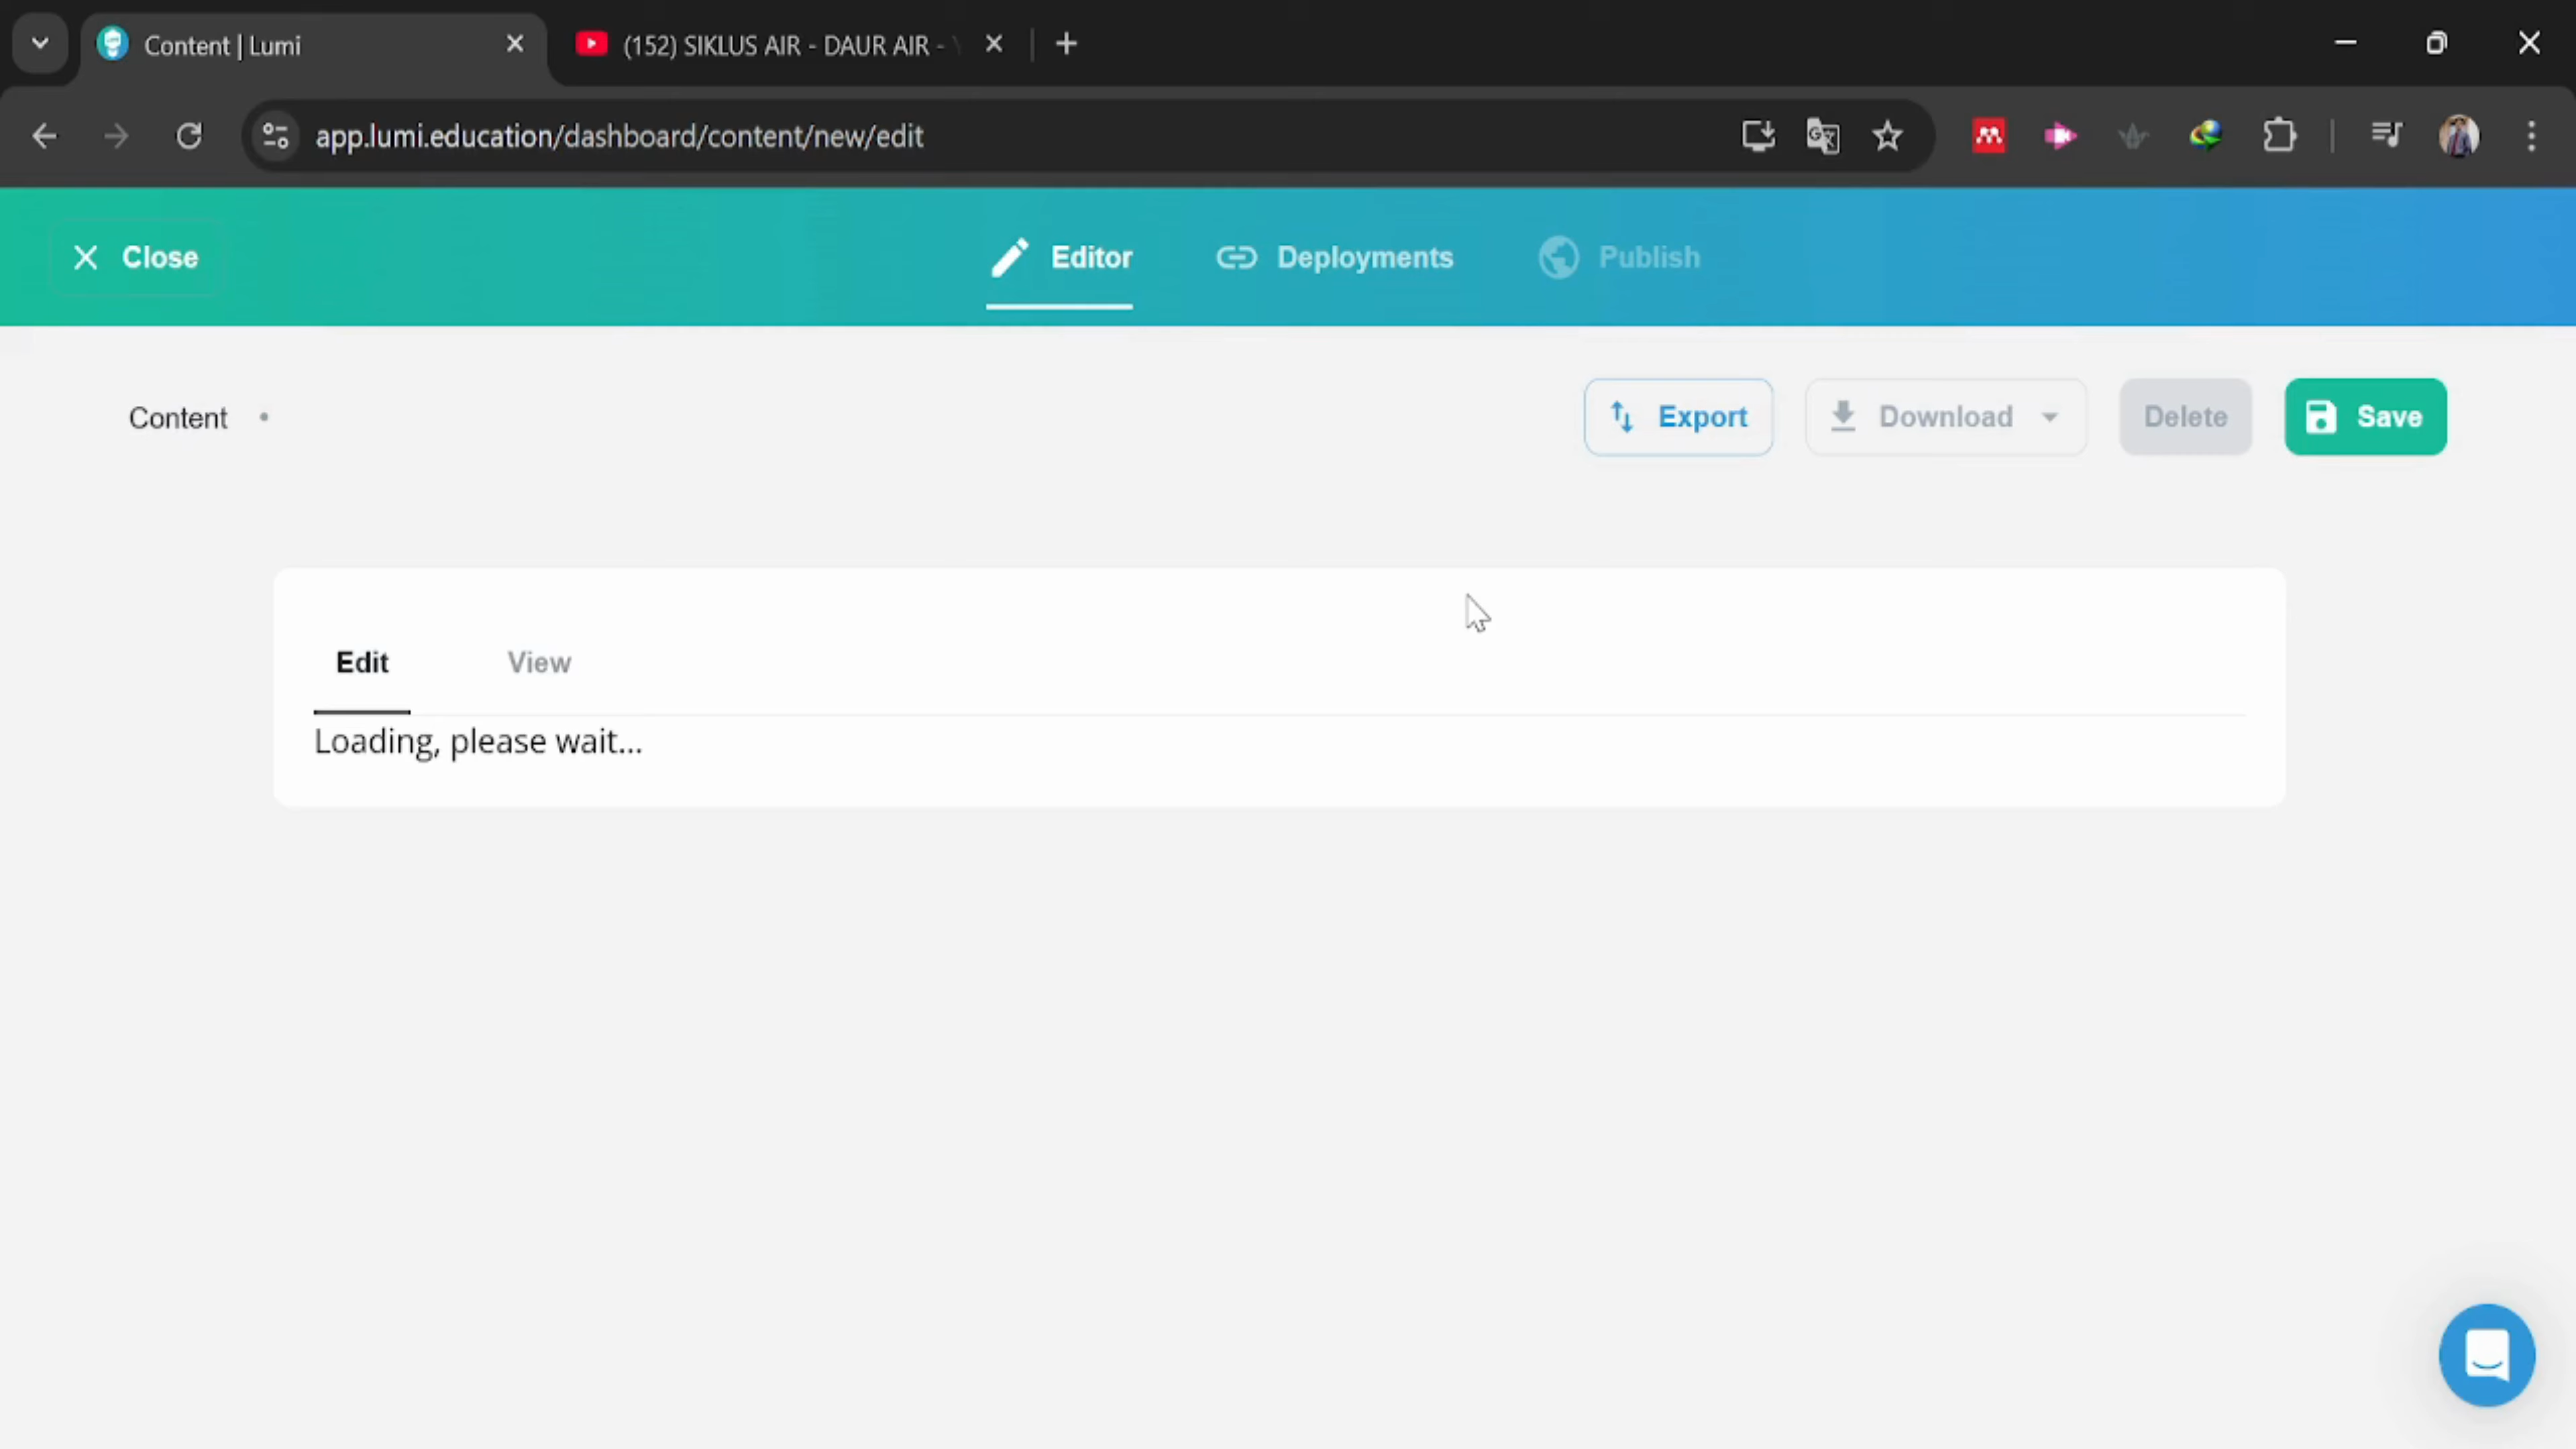 Content | Lumi
(152) SIKLUS AIR - DAUR AIR -
app.lumi.education/dashboard/content/new/edit
Close
Editor
Deployments
Publish
Content •
Export
Download
Delete
Save
Edit
View
Loading, please wait...